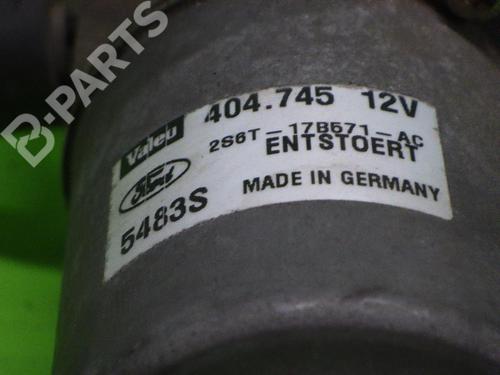 B-PARTS
Valeo 404.745 12V
2S6T-17B571-AC
ENTSTOERT
Ford
5483S MADE IN GERMANY